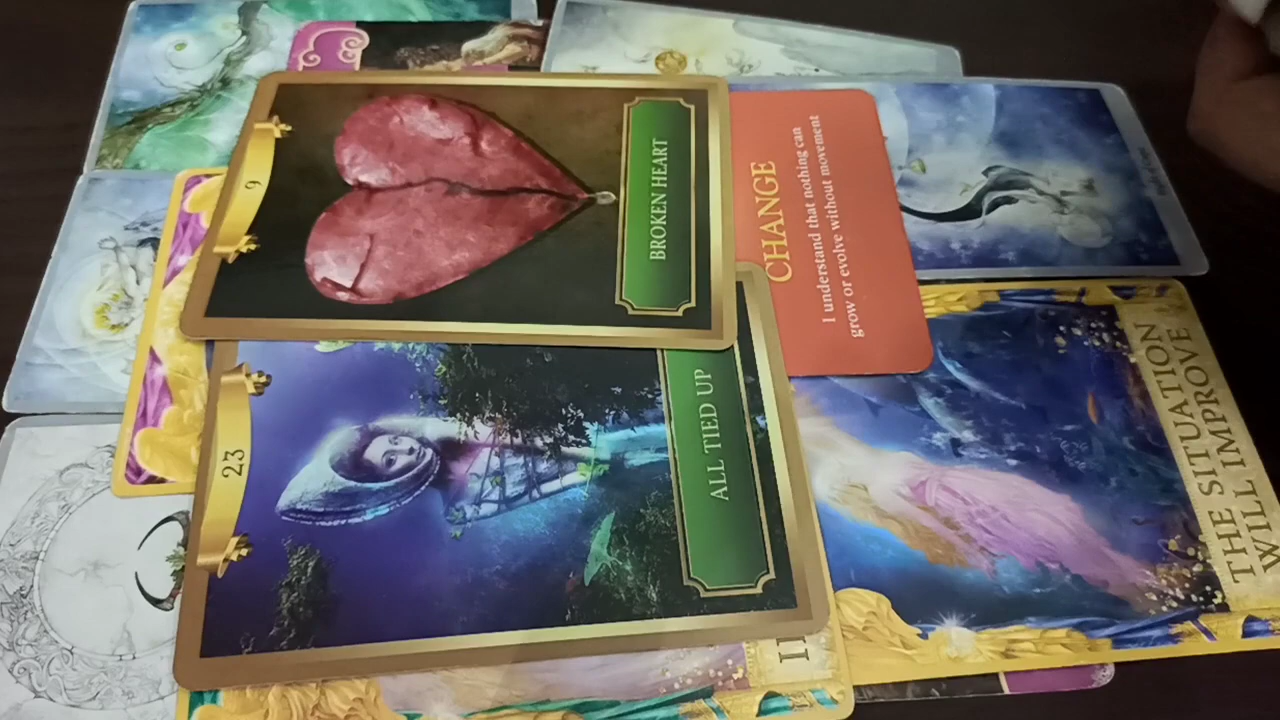 9
BROKEN HEART
CHANGE
I understand that nothing can
grow or evolve without movement
23
ALL TIED UP
THE SITUATION
WILL IMPROVE